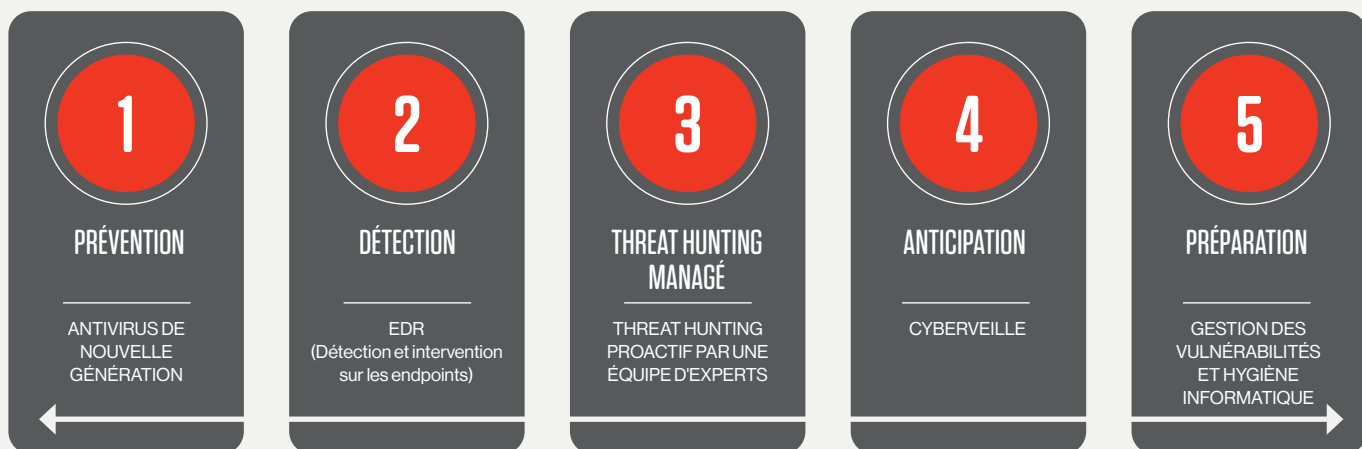 1
PRÉVENTION
ANTIVIRUS DE
NOUVELLE
GÉNÉRATION
2
DÉTECTION
EDR
(Détection et intervention
sur les endpoints)
3
THREAT HUNTING
MANAGÉ
THREAT HUNTING
PROACTIF PAR UNE
ÉQUIPE D'EXPERTS
4
ANTICIPATION
CYBERVEILLE
5
PRÉPARATION
GESTION DES
VULNÉRABILITÉS
ET HYGIÈNE
INFORMATIQUE